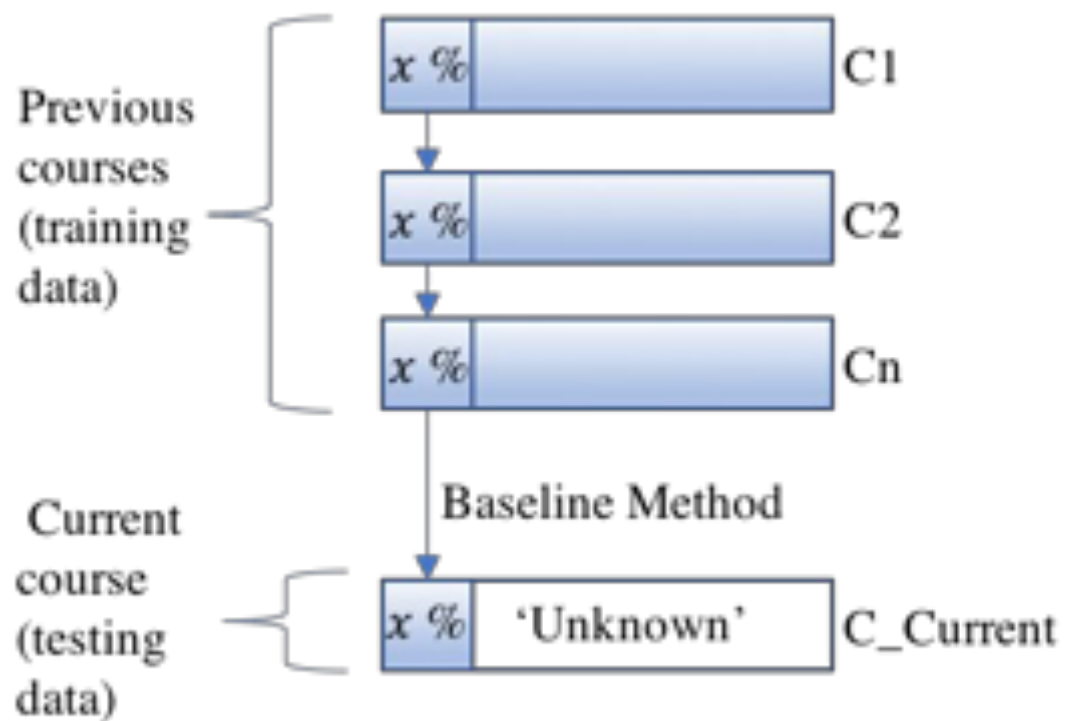 Previous
courses
(training
data)
x %
C1
x %
C2
x %
Cn
Baseline Method
Current
course
(testing
data)
x %
‘Unknown’
C_Current